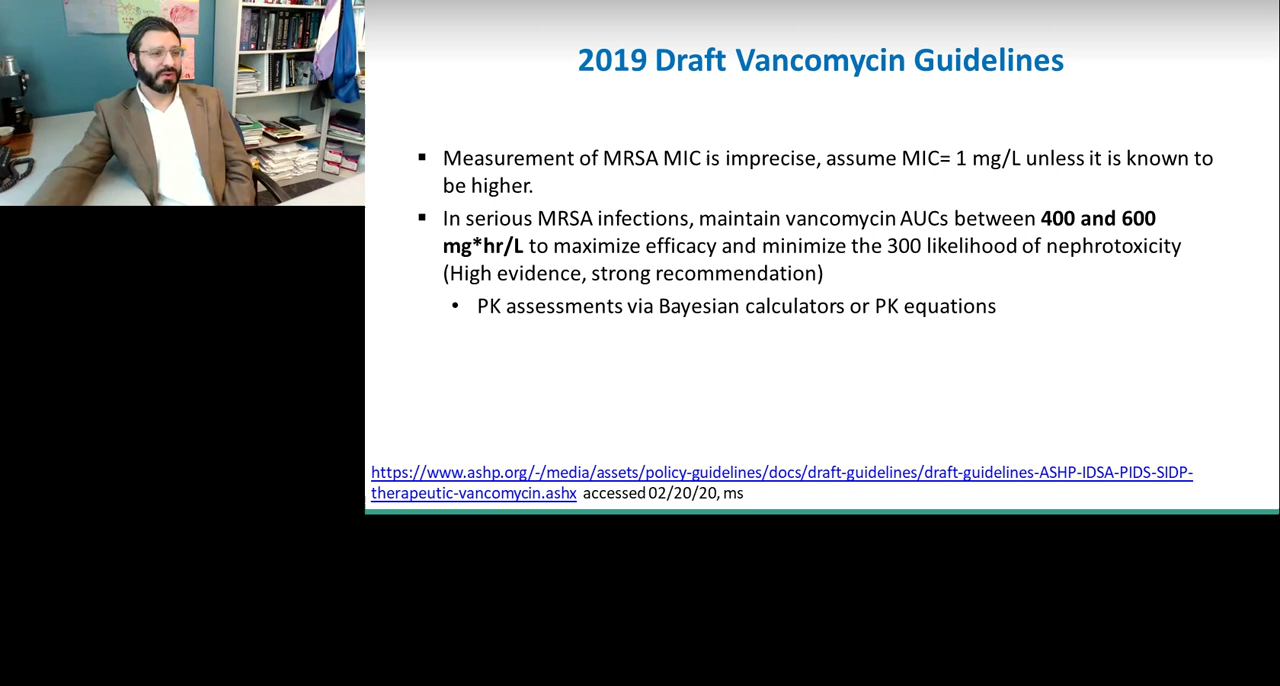 2019 Draft Vancomycin Guidelines
▪ Measurement of MRSA MIC is imprecise, assume MIC= 1 mg/L unless it is known to
be higher.
▪ In serious MRSA infections, maintain vancomycin AUCs between 400 and 600
mg*hr/L to maximize efficacy and minimize the 300 likelihood of nephrotoxicity
(High evidence, strong recommendation)
• PK assessments via Bayesian calculators or PK equations
https://www.ashp.org/-/media/assets/policy-guidelines/docs/draft-guidelines/draft-guidelines-ASHP-IDSA-PIDS-SIDP-
therapeutic-vancomycin.ashx accessed 02/20/20, ms